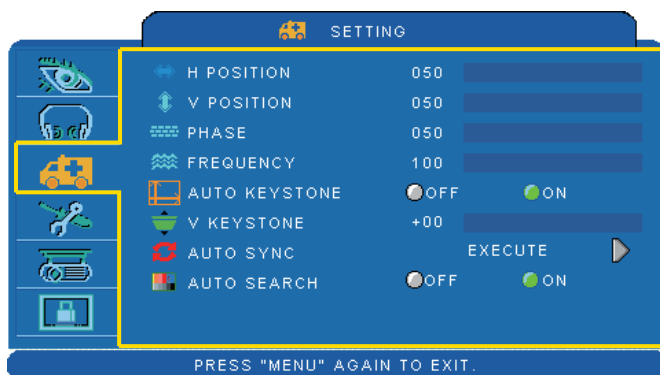 SETTING
H POSITION 050
V POSITION 050
PHASE 050
FREQUENCY 100
AUTO KEYSTONE OFF ON
V KEYSTONE +00
AUTO SYNC EXECUTE
AUTO SEARCH OFF ON
PRESS "MENU" AGAIN TO EXIT.